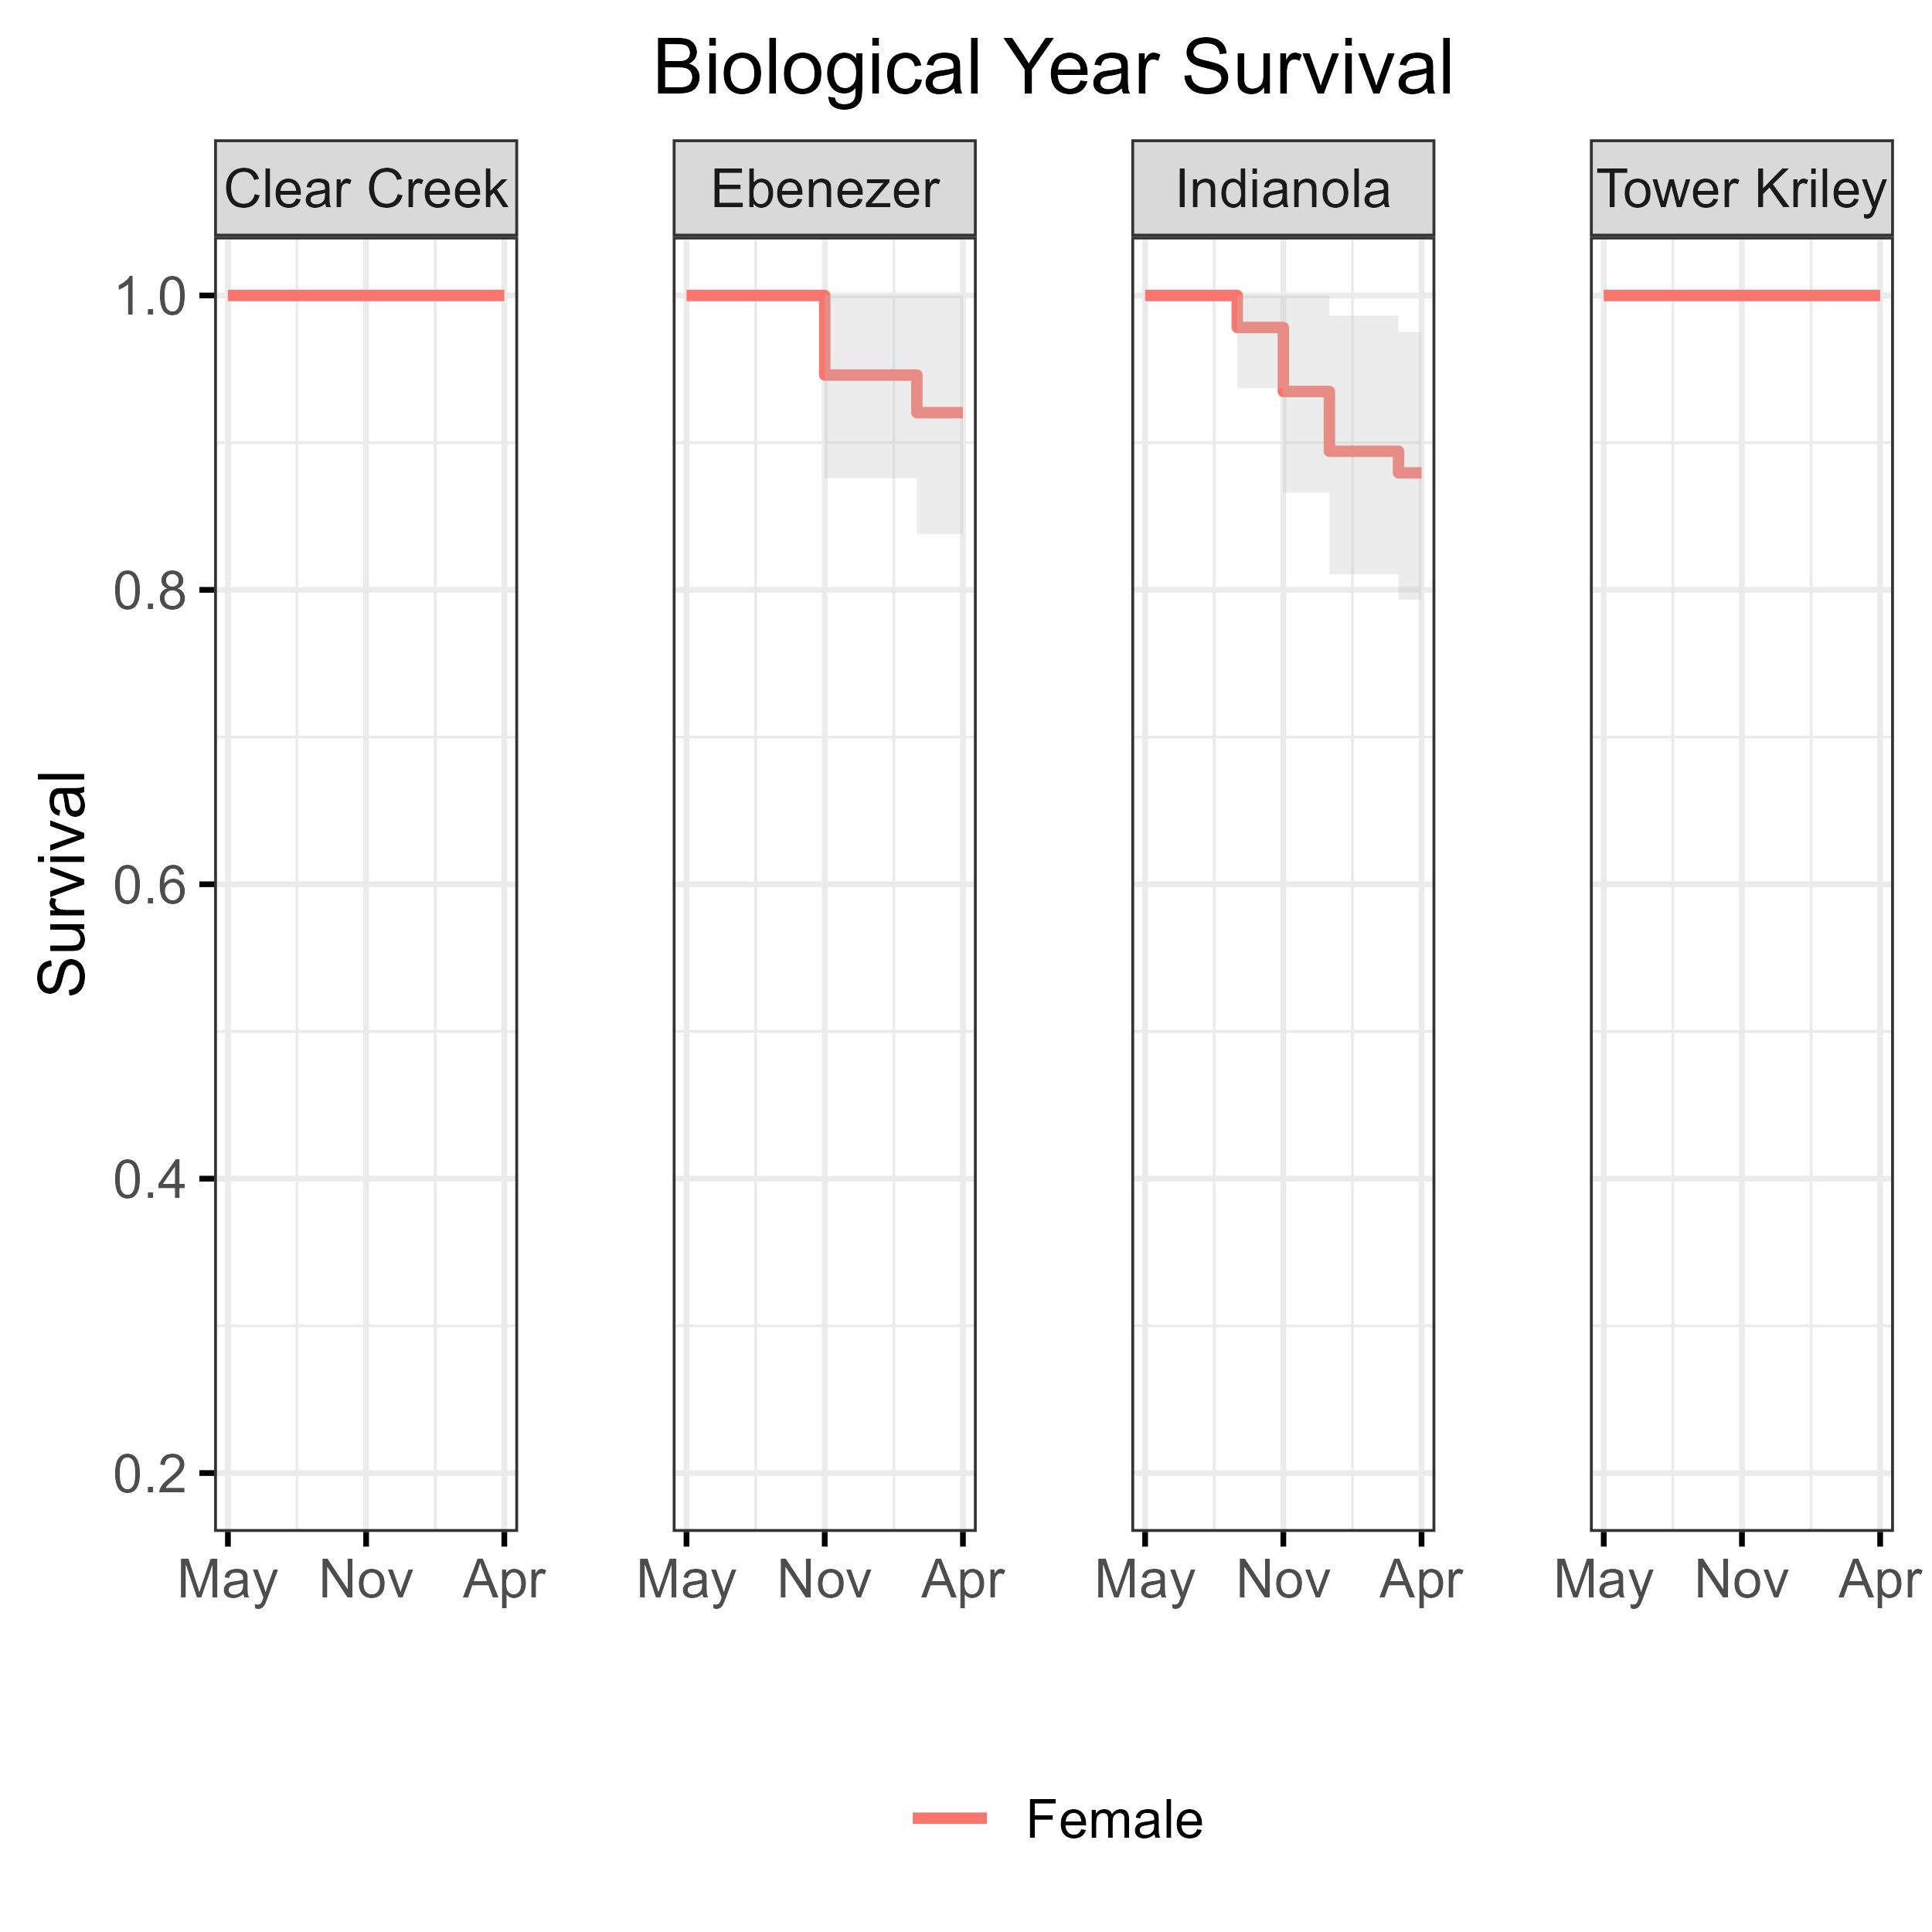 Biological Year Survival
Clear Creek Ebenezer Indianola Tower Kriley
1.0
0.8
0.6
0.4
0.2
Survival
May Nov Apr May Nov Apr May Nov Apr May Nov Apr
Female